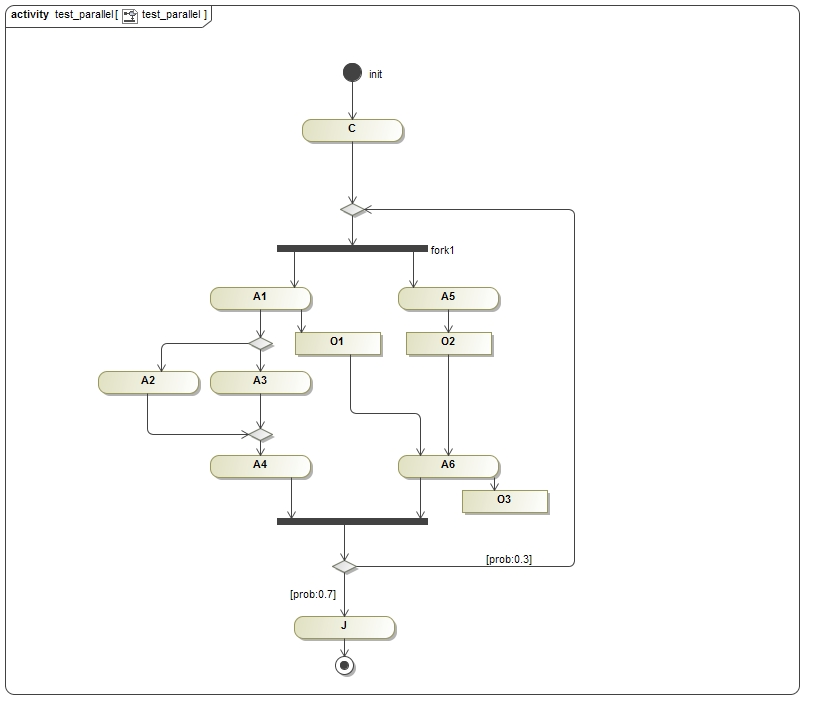 activity test_parallel[ test_parallel ]
init
C
fork1
A1
A5
O1
O2
A2
A3
A4
A6
O3
[prob:0.3]
[prob:0.7]
J